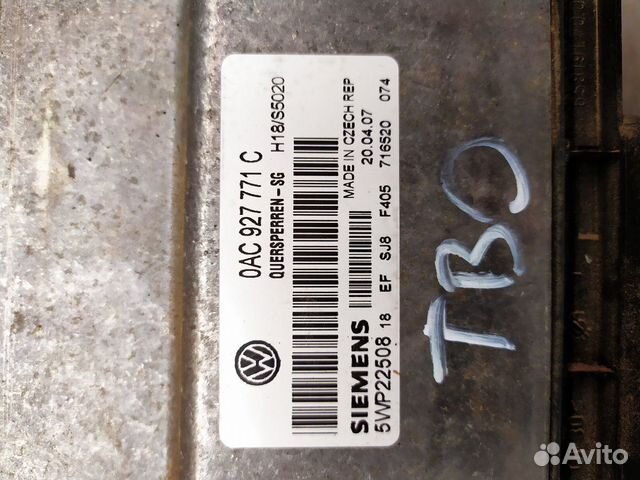 0AC 927 771 C
QUERSPERREN-SG H18/S5020
SIEMENS MADE IN CZECH REP
20.04.07
5WP22508 18 EF SJ8 F405 716520 074
TBO
Avito